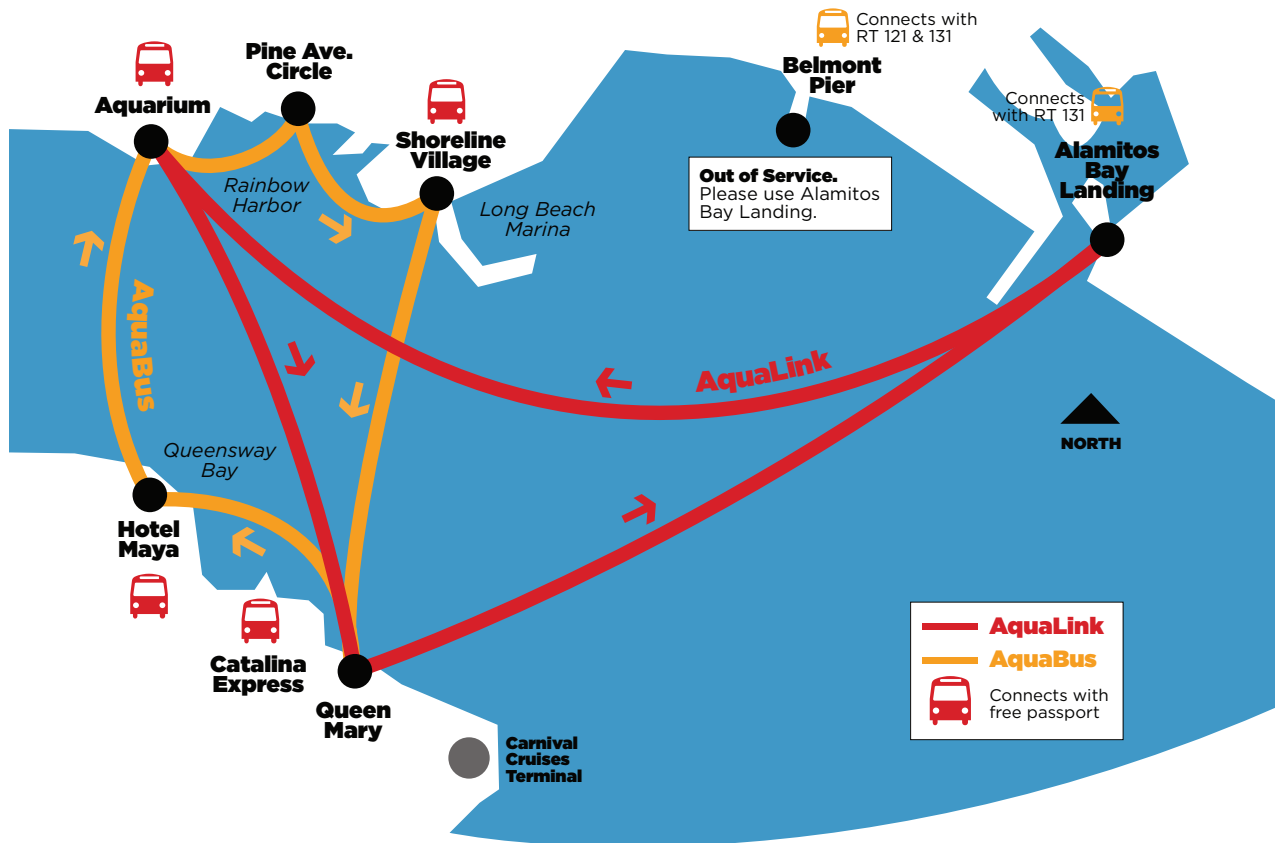 Connects with
RT 121 & 131
Pine Ave.
Circle
Belmont
Pier
Aquarium
Connects
with RT 131
Shoreline
Village
Alamitos
Bay
Landing
Out of Service.
Please use Alamitos
Bay Landing.
Rainbow
Harbor
Long Beach
Marina
AquaBus
AquaLink
NORTH
Queensway
Bay
Hotel
Maya
Catalina
Express
Queen
Mary
Carnival
Cruises
Terminal
AquaLink
AquaBus
Connects with
free passport